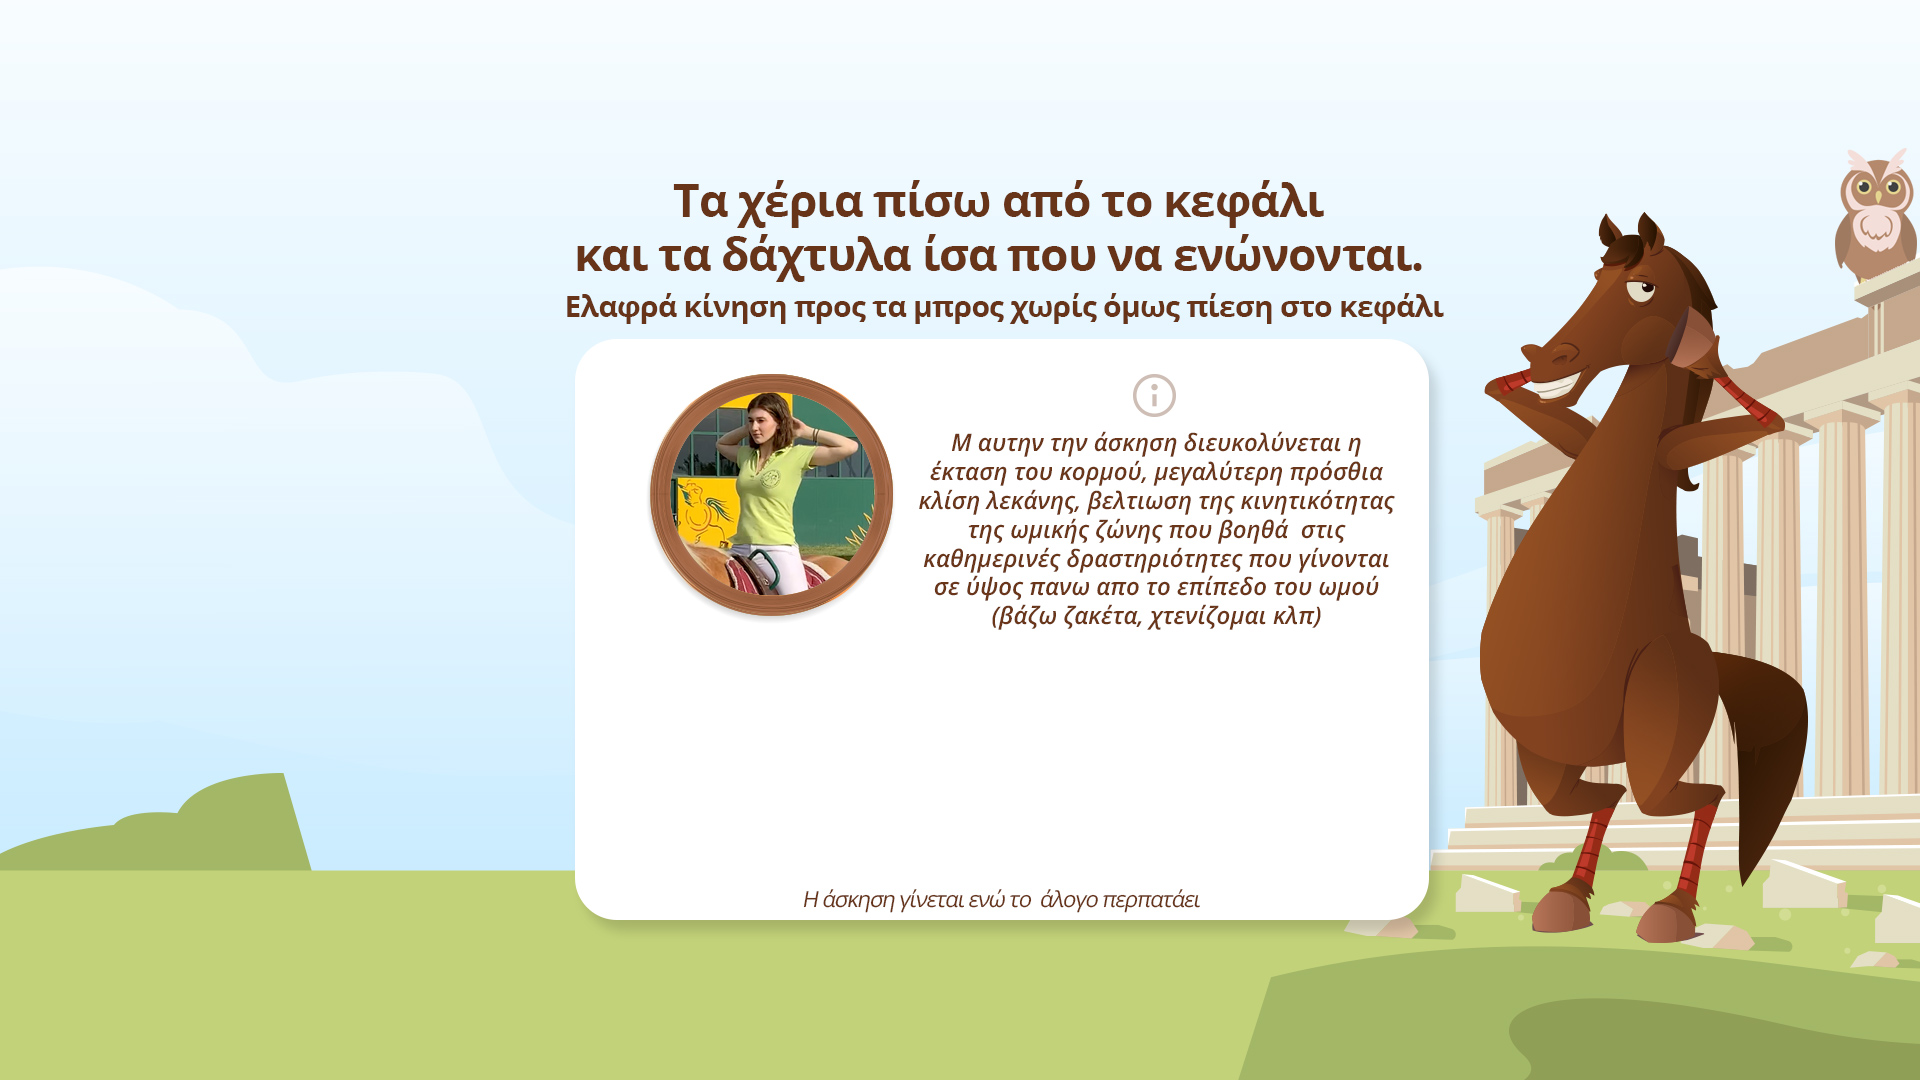 Τα χέρια πίσω από το κεφάλι
και τα δάχτυλα ίσα που να ενώνονται.
Ελαφρά κίνηση προς τα μπρος χωρίς όμως πίεση στο κεφάλι
Μ αυτην την άσκηση διευκολύνεται η
έκταση του κορμού, μεγαλύτερη πρόσθια
κλίση λεκάνης, βελτιωση της κινητικότητας
της ωμικής ζώνης που βοηθά  στις
καθημερινές δραστηριότητες που γίνονται
σε ύψος πανω απο το επίπεδο του ωμού
(βάζω ζακέτα, χτενίζομαι κλπ)
Η άσκηση γίνεται ενώ το  άλογο περπατάει